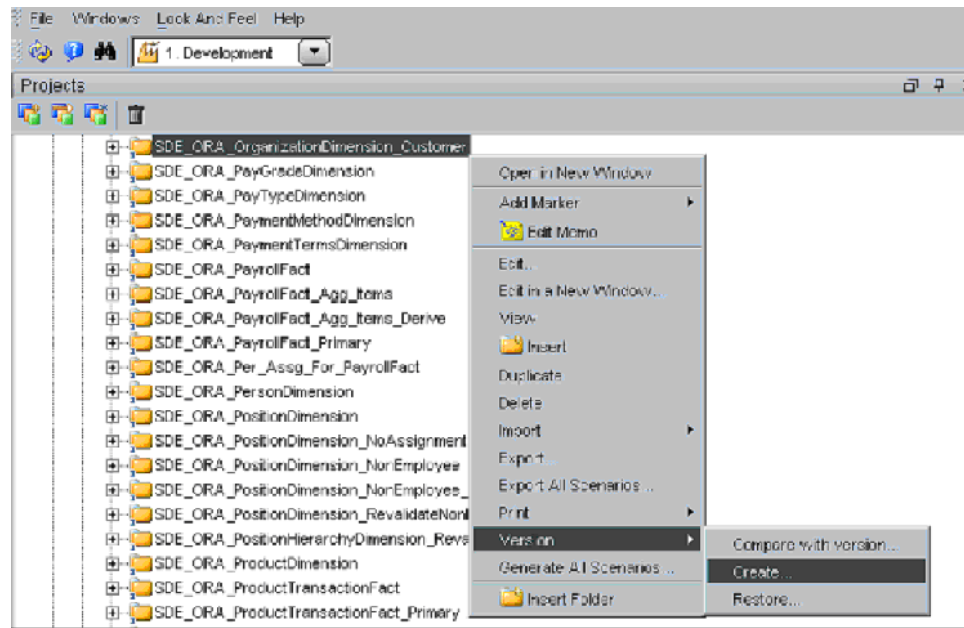 File Windows Look And Feel Help
1. Development
Projects
SDE_ORA_OrganizationDimension_Customer
SDE_ORA_PayGradeDimension
SDE_ORA_PayTypeDimension
SDE_ORA_PaymentMethodDimension
SDE_ORA_PaymentTermsDimension
SDE_ORA_PayrollFact
SDE_ORA_PayrollFact_Agg_Items
SDE_ORA_PayrollFact_Agg_Items_Derive
SDE_ORA_PayrollFact_Primary
SDE_ORA_Per_Assg_For_PayrollFact
SDE_ORA_PersonDimension
SDE_ORA_PositionDimension
SDE_ORA_PositionDimension_NoAssignment
SDE_ORA_PositionDimension_NonEmployee
SDE_ORA_PositionDimension_NonEmployee_
SDE_ORA_PositionDimension_RevalidateNonE
SDE_ORA_PositionHierarchyDimension_Reva
SDE_ORA_ProductDimension
SDE_ORA_ProductTransactionFact
SDE_ORA_ProductTransactionFact_Primary
Open in New Window
Add Marker
Edit Memo
Edit...
Edit in a New Window...
View
Insert
Duplicate
Delete
Import
Export...
Export All Scenarios ...
Print
Version
Generate All Scenarios ...
Insert Folder
Compare with version...
Create...
Restore...